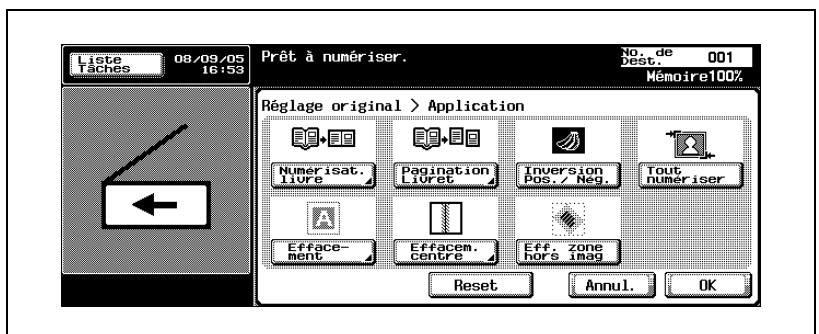 Liste
Tâches
08/09/05
16:53
Prêt à numériser.
No. de
Dest.
001
Mémoire100%
Réglage original > Application
Numérisat.
livre
Pagination
Livret
Inversion
Pos./ Nég.
Tout
numériser
A
Efface-
ment
Effacem.
centre
Eff. zone
hors imag
Reset
Annul.
OK